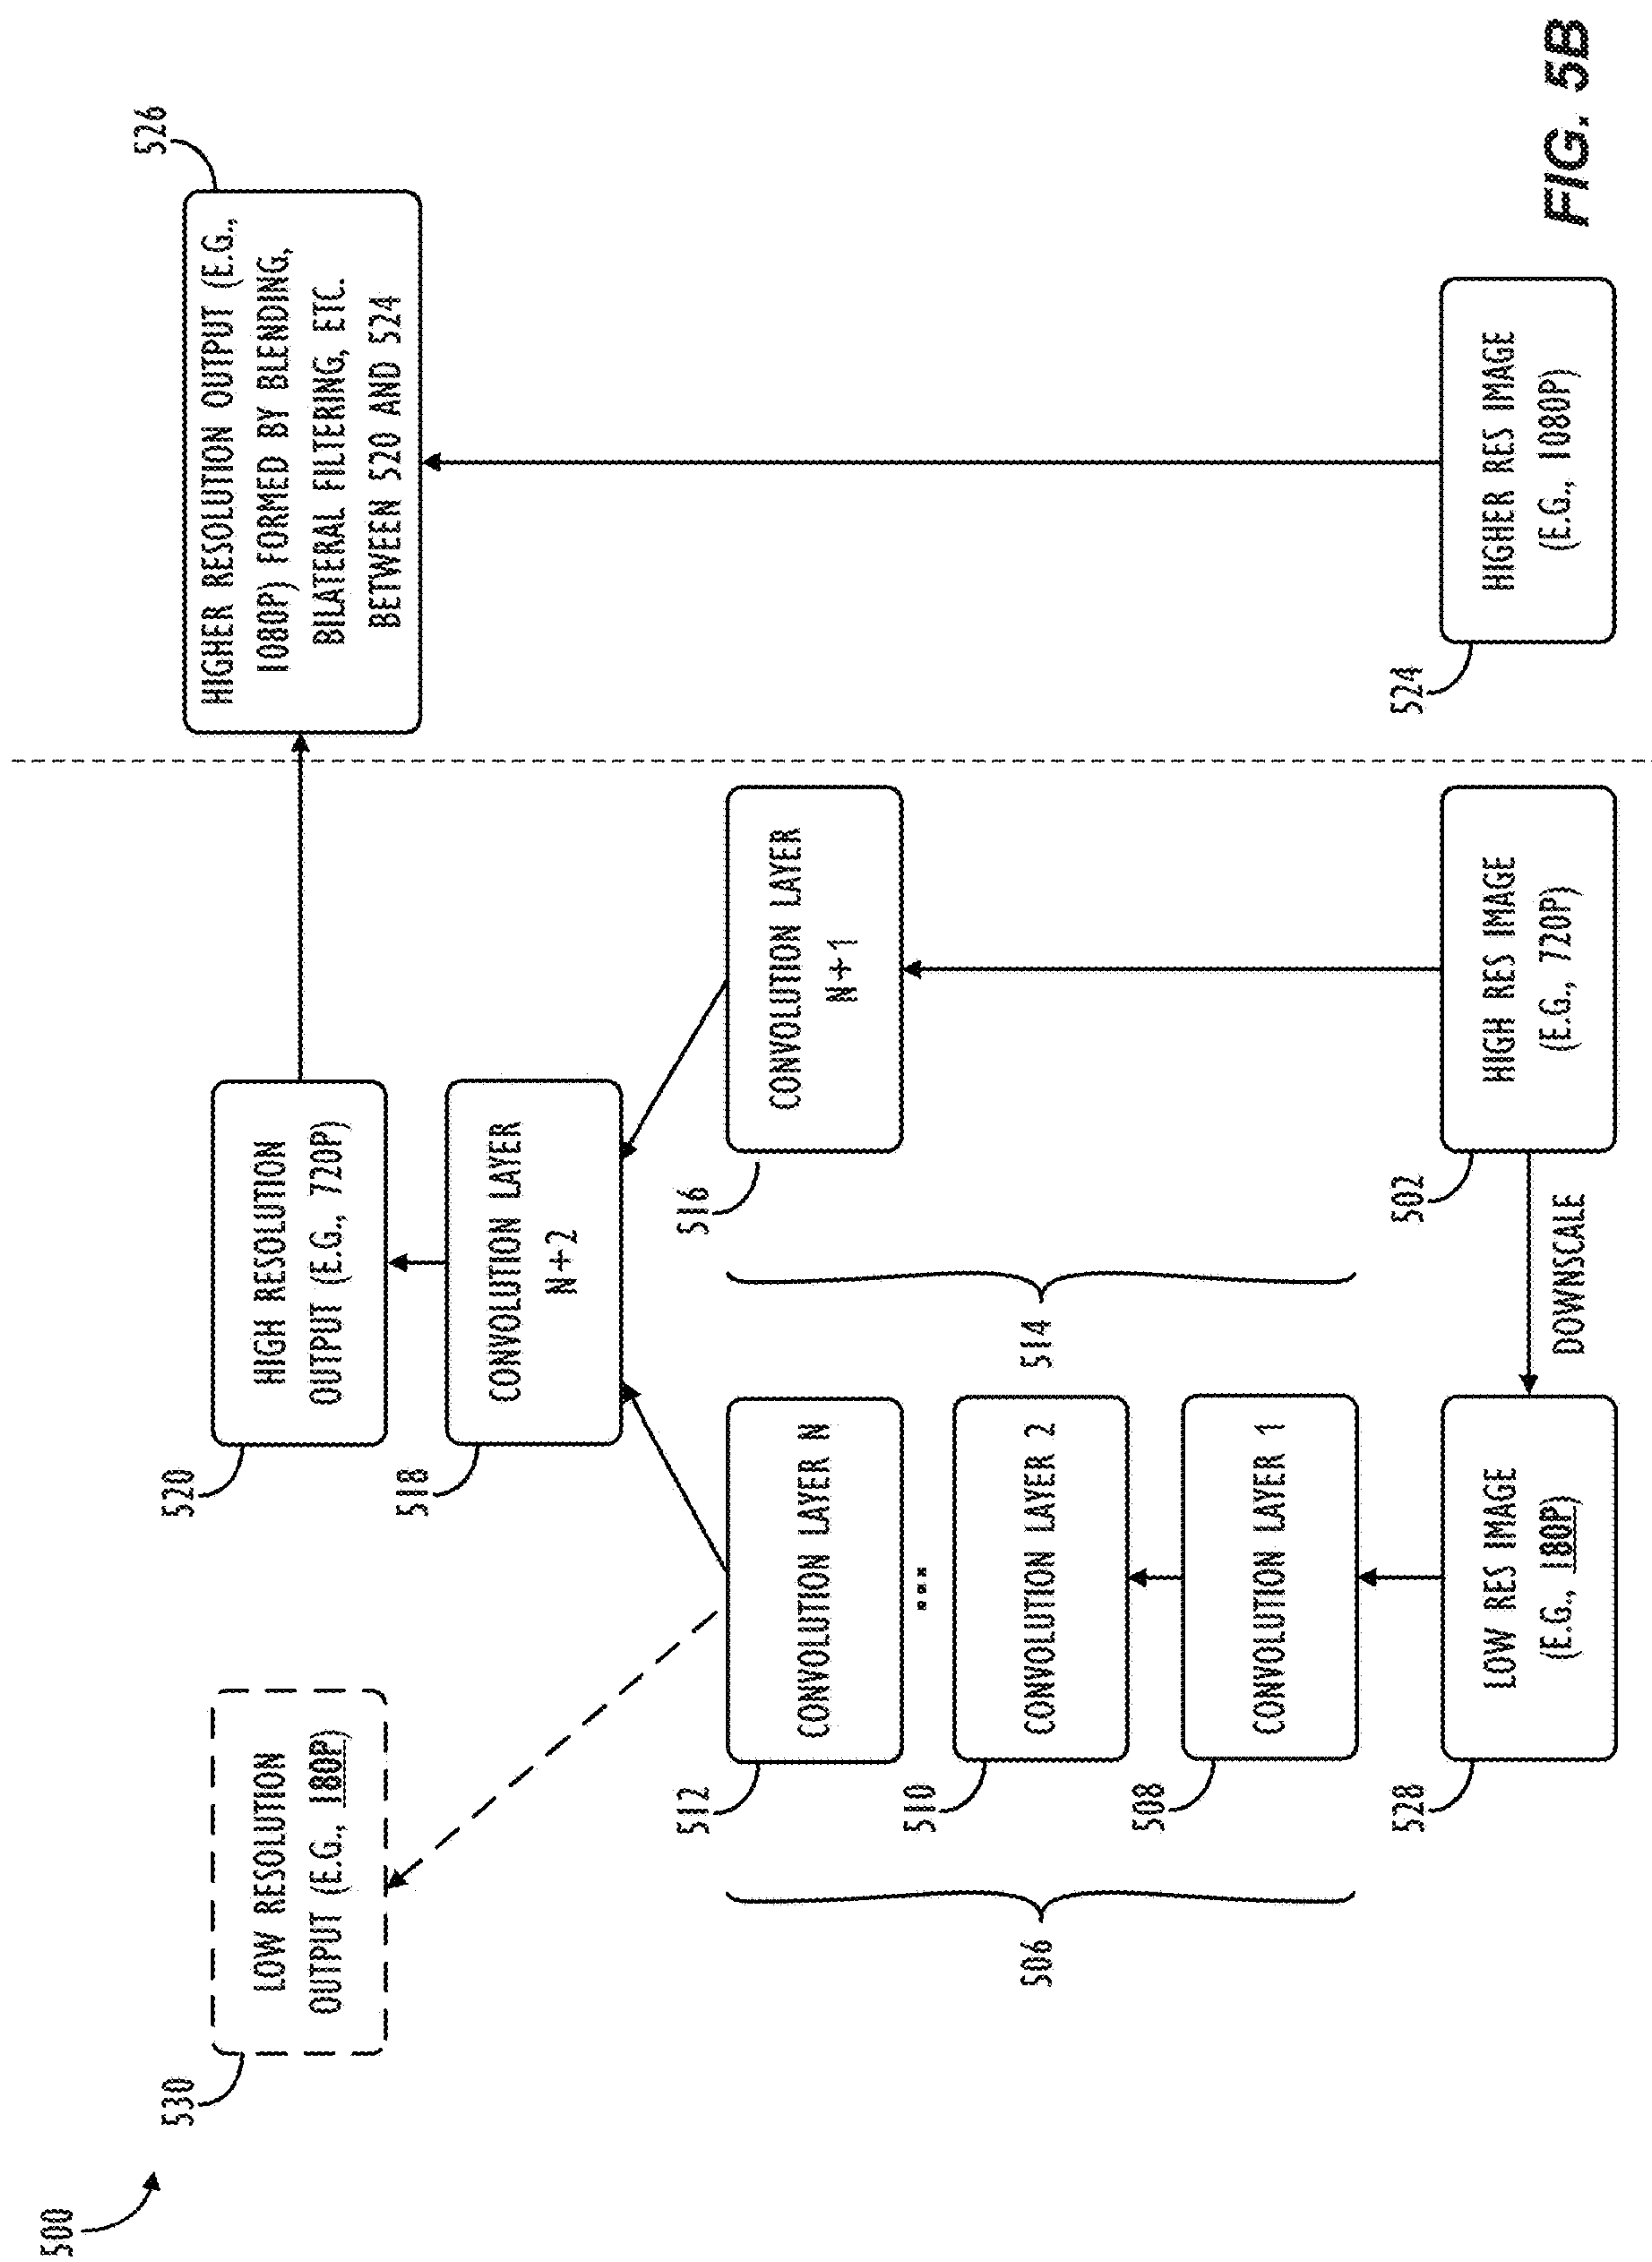 500
530
LOW RESOLUTION
OUTPUT (E.G., 180P)
520
HIGH RESOLUTION
OUTPUT (E.G., 720P)
526
HIGHER RESOLUTION OUTPUT (E.G.,
1080P) FORMED BY BLENDING,
BILATERAL FILTERING, ETC.
BETWEEN 520 AND 524
518
CONVOLUTION LAYER
N+2
512
CONVOLUTION LAYER N
516
CONVOLUTION LAYER
N+1
...
506
514
510
CONVOLUTION LAYER 2
508
CONVOLUTION LAYER 1
528
LOW RES IMAGE
(E.G., 180P)
DOWNSCALE
502
HIGH RES IMAGE
(E.G., 720P)
524
HIGHER RES IMAGE
(E.G., 1080P)
FIG. 5B